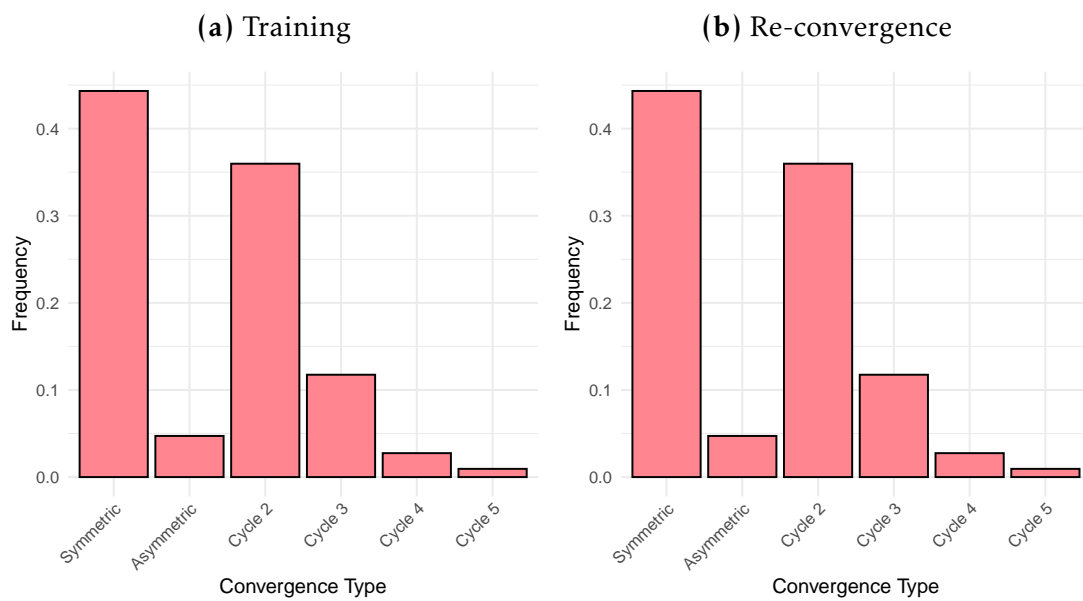 (a) Training
0.4
0.3
0.2
0.1
0.0
Frequency
Symmetric
Asymmetric
Cycle 2
Cycle 3
Cycle 4
Cycle 5
Convergence Type
(b) Re-convergence
0.4
0.3
0.2
0.1
0.0
Frequency
Symmetric
Asymmetric
Cycle 2
Cycle 3
Cycle 4
Cycle 5
Convergence Type